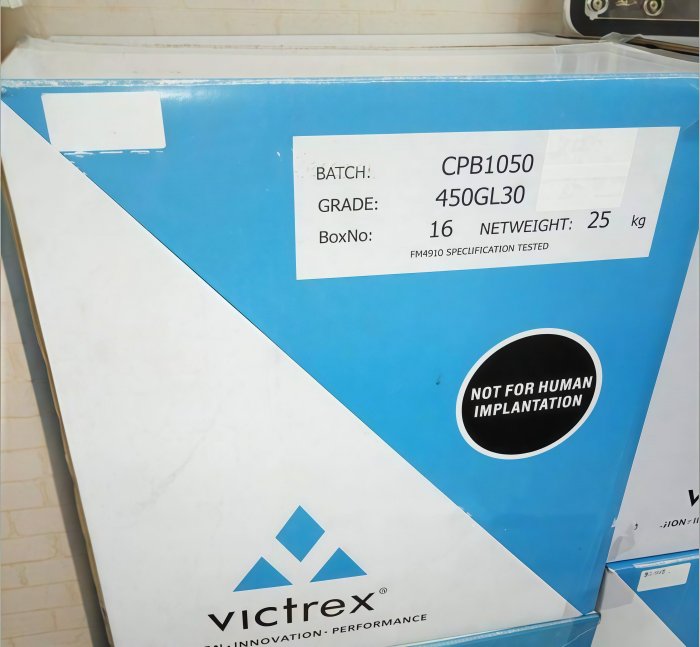 BATCH: CPB1050
GRADE: 450GL30
BoxNo: 16 NETWEIGHT: 25 kg
FM4910 SPECIFICATION TESTED
NOT FOR HUMAN
IMPLANTATION
victrex®
· INNOVATION · PERFORMANCE